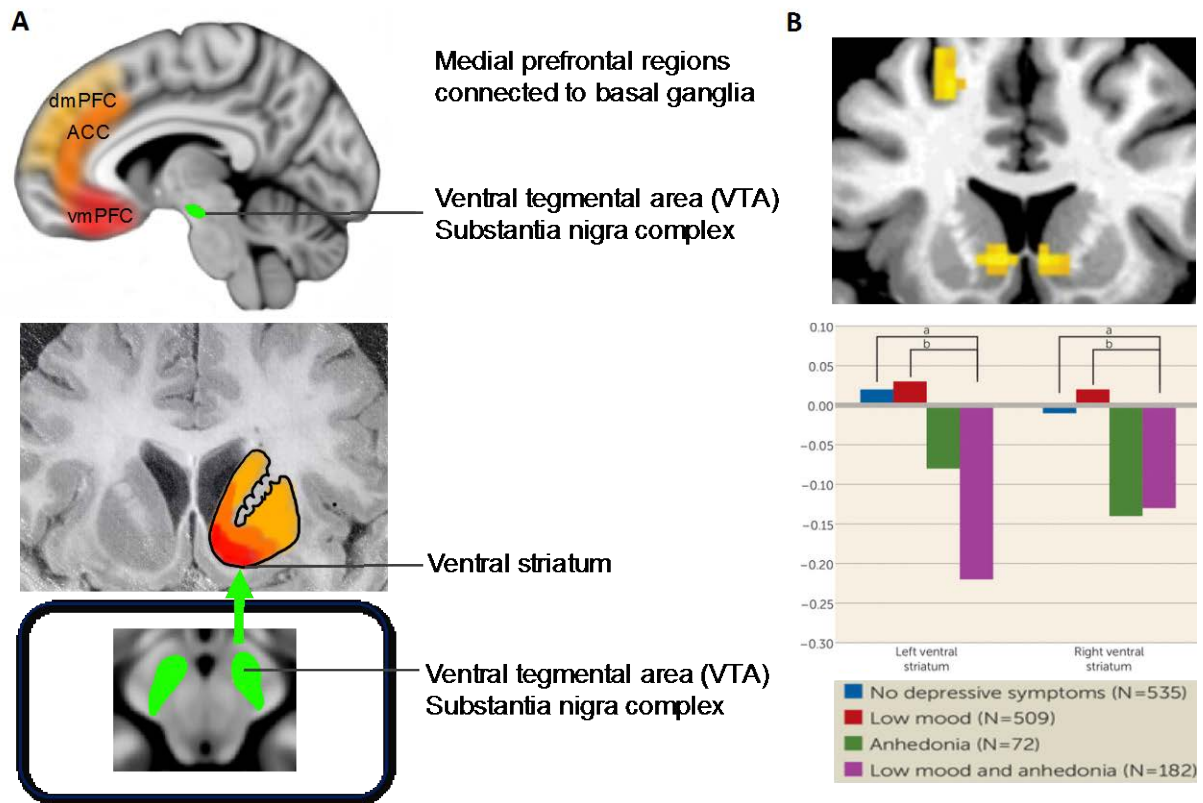 A
dmPFC
ACC
vmPFC
Medial prefrontal regions
connected to basal ganglia
Ventral tegmental area (VTA)
Substantia nigra complex
Ventral striatum
Ventral tegmental area (VTA)
Substantia nigra complex
B
0.10
0.05
0.00
−0.05
−0.10
−0.15
−0.20
−0.25
−0.30
a
b
a
b
Left ventral
striatum
Right ventral
striatum
No depressive symptoms (N=535)
Low mood (N=509)
Anhedonia (N=72)
Low mood and anhedonia (N=182)